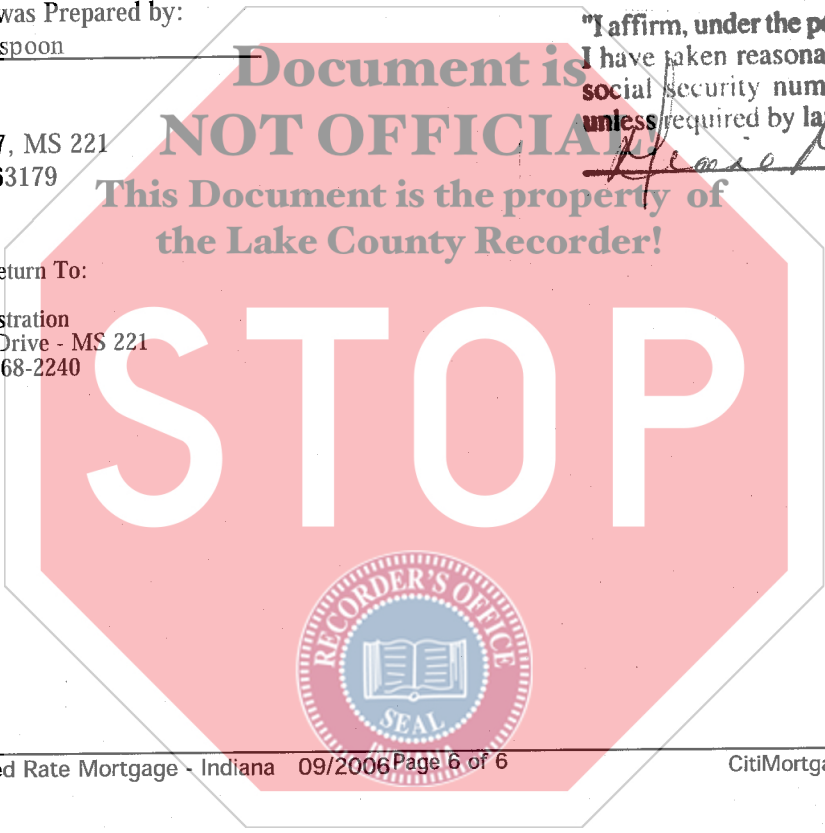 was Prepared by:
spoon
7, MS 221
63179
eturn To:
stration
Drive - MS 221
68-2240
"I affirm, under the pe
I have taken reasona
social security num
unless required by la
Document is
NOT OFFICIAL!
This Document is the property of
the Lake County Recorder!
STOP
RECORDER'S OFFICE
SEAL
INDIANA
ed Rate Mortgage - Indiana 09/2006 Page 6 of 6 CitiMortga